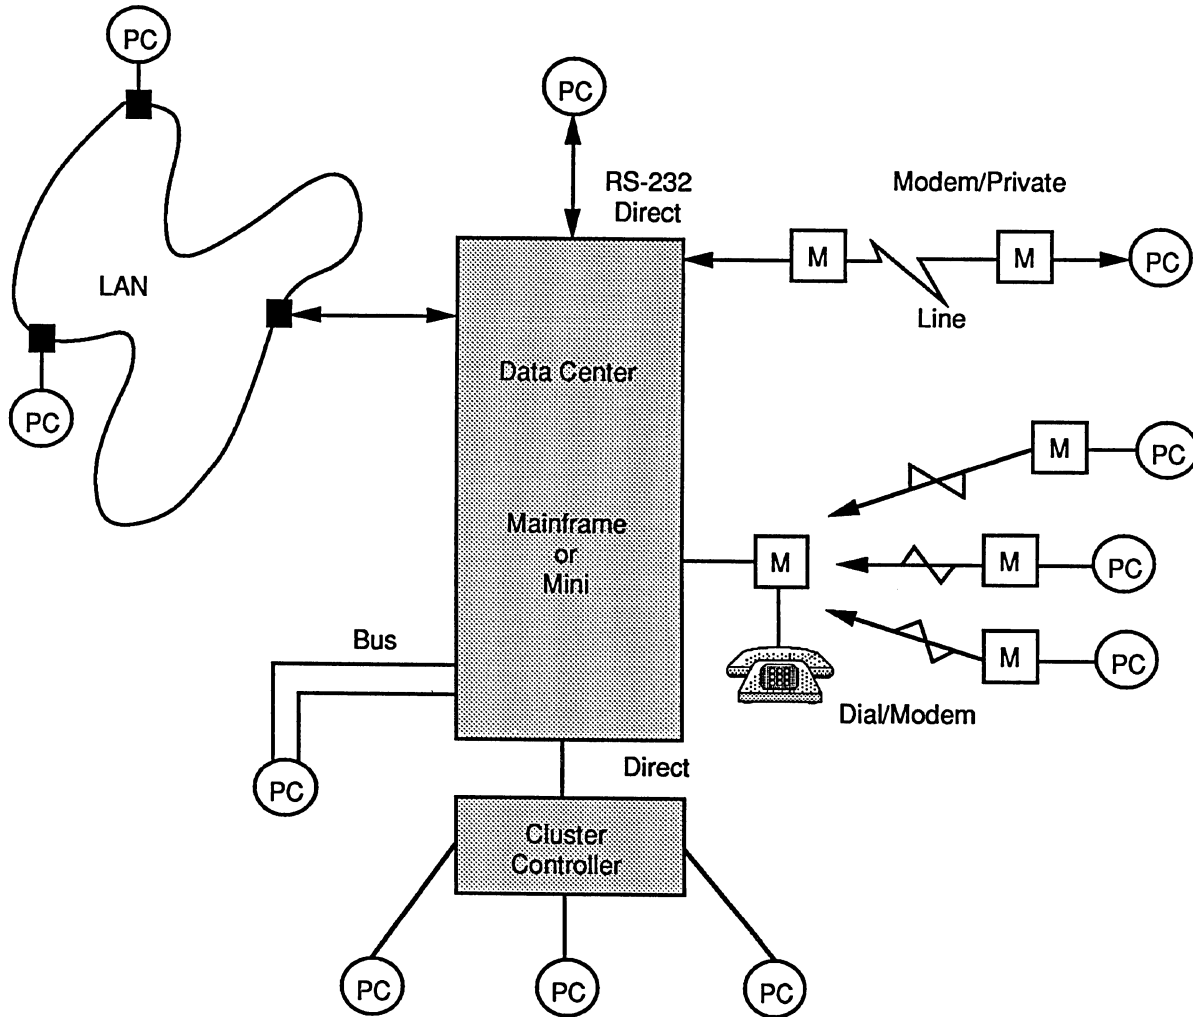 PC
PC
RS-232
Direct
Modem/Private
M
M
PC
Line
LAN
PC
Data Center
Mainframe
or
Mini
M
M
PC
M
PC
M
PC
Dial/Modem
Bus
PC
Direct
Cluster
Controller
PC
PC
PC